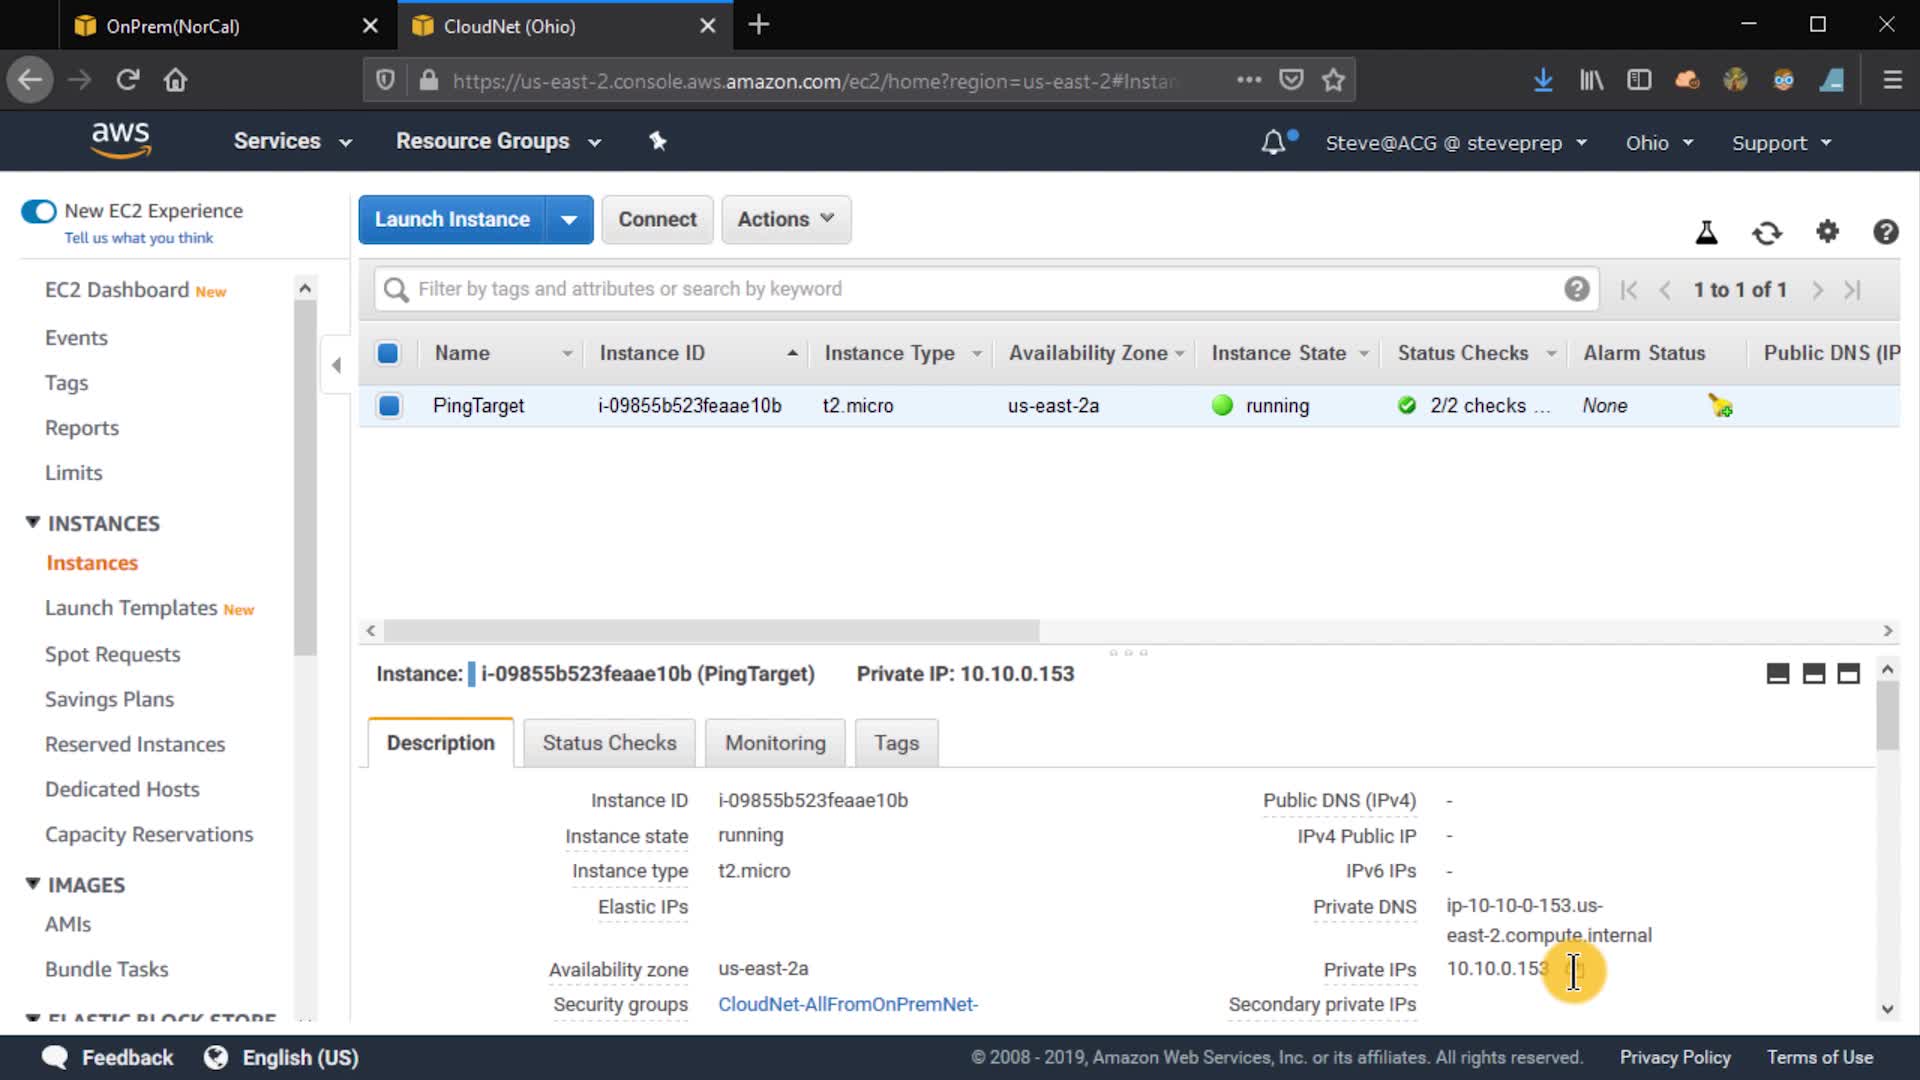 OnPrem(NorCal)
CloudNet (Ohio)
https://us-east-2.console.aws.amazon.com/ec2/home?region=us-east-2#Instan
aws
Services
Resource Groups
Steve@ACG @ steveprep
Ohio
Support
New EC2 Experience
Tell us what you think
EC2 Dashboard New
Events
Tags
Reports
Limits
INSTANCES
Instances
Launch Templates New
Spot Requests
Savings Plans
Reserved Instances
Dedicated Hosts
Capacity Reservations
IMAGES
AMIs
Bundle Tasks
ELASTIC BLOCK STORE
Launch Instance
Connect
Actions
Filter by tags and attributes or search by keyword
1 to 1 of 1
Name Instance ID Instance Type Availability Zone Instance State Status Checks Alarm Status Public DNS (IP
PingTarget i-09855b523feaae10b t2.micro us-east-2a running 2/2 checks ... None
Instance: i-09855b523feaae10b (PingTarget) Private IP: 10.10.0.153
Description Status Checks Monitoring Tags
Instance ID i-09855b523feaae10b
Instance state running
Instance type t2.micro
Elastic IPs
Availability zone us-east-2a
Security groups CloudNet-AllFromOnPremNet-
Public DNS (IPv4) -
IPv4 Public IP -
IPv6 IPs -
Private DNS ip-10-10-0-153.us-
east-2.compute.internal
Private IPs 10.10.0.153
Secondary private IPs
Feedback
English (US)
© 2008 - 2019, Amazon Web Services, Inc. or its affiliates. All rights reserved.
Privacy Policy
Terms of Use